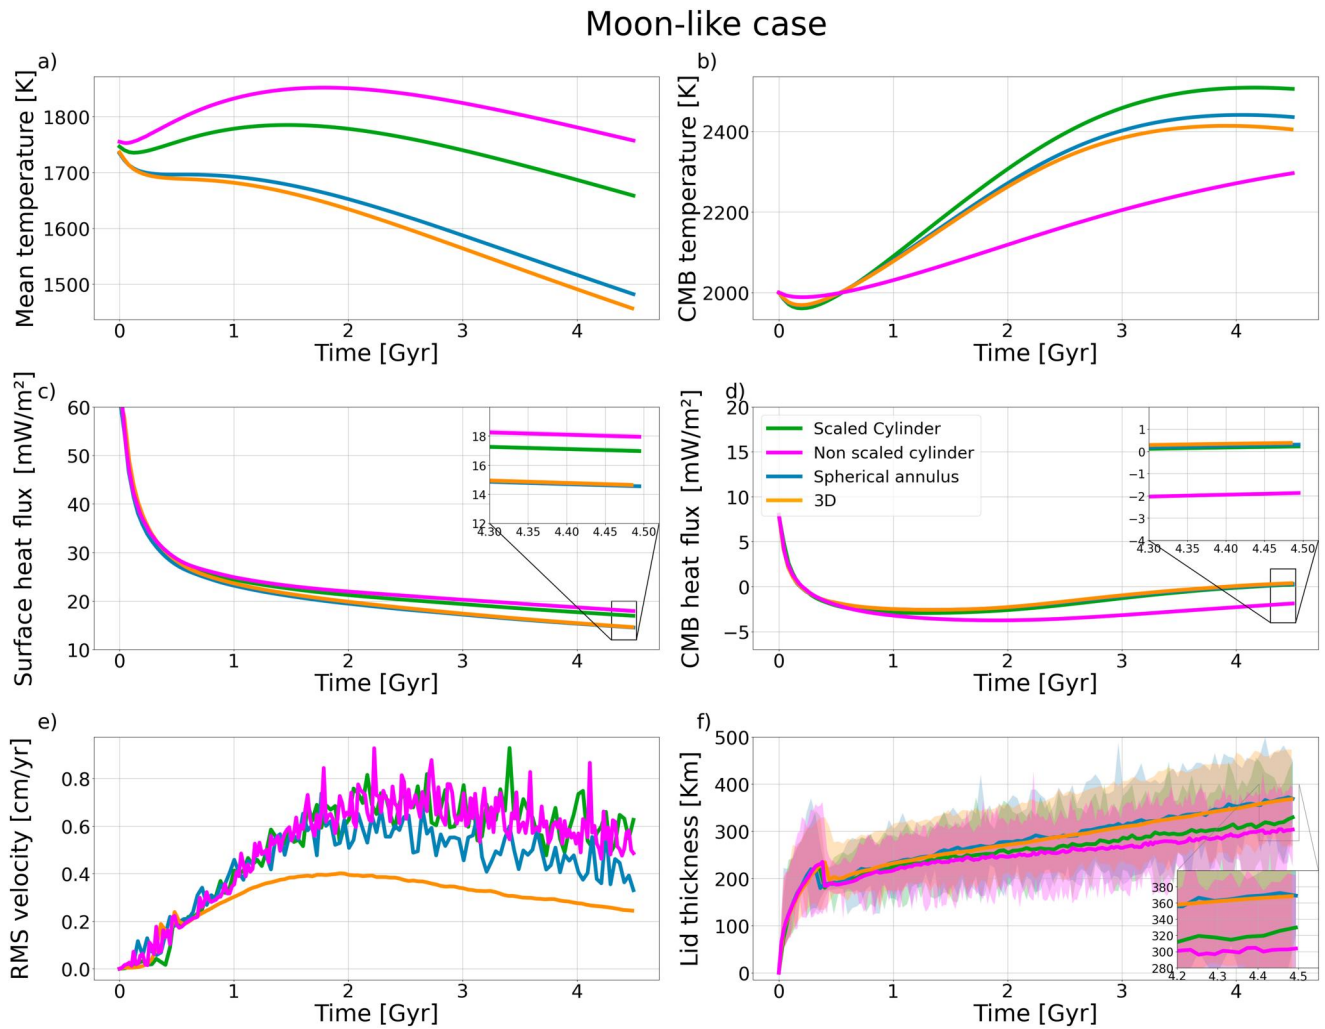 Moon-like case
a)
Mean temperature [K]
1800
1700
1600
1500
0 1 2 3 4
Time [Gyr]
b)
CMB temperature [K]
2400
2200
2000
0 1 2 3 4
Time [Gyr]
c)
Surface heat flux [mW/m²]
60
50
40
30
20
10
0 1 2 3 4
Time [Gyr]
18
16
14
12
4.30 4.35 4.40 4.45 4.50
d)
CMB heat flux [mW/m²]
20
15
10
5
0
−5
0 1 2 3 4
Time [Gyr]
Scaled Cylinder
Non scaled cylinder
Spherical annulus
3D
1
0
−1
−2
−3
−4
4.30 4.35 4.40 4.45 4.50
e)
RMS velocity [cm/yr]
0.8
0.6
0.4
0.2
0.0
0 1 2 3 4
Time [Gyr]
f)
Lid thickness [Km]
500
400
300
200
100
0
0 1 2 3 4
Time [Gyr]
380
360
340
320
300
280
4.2 4.3 4.4 4.5